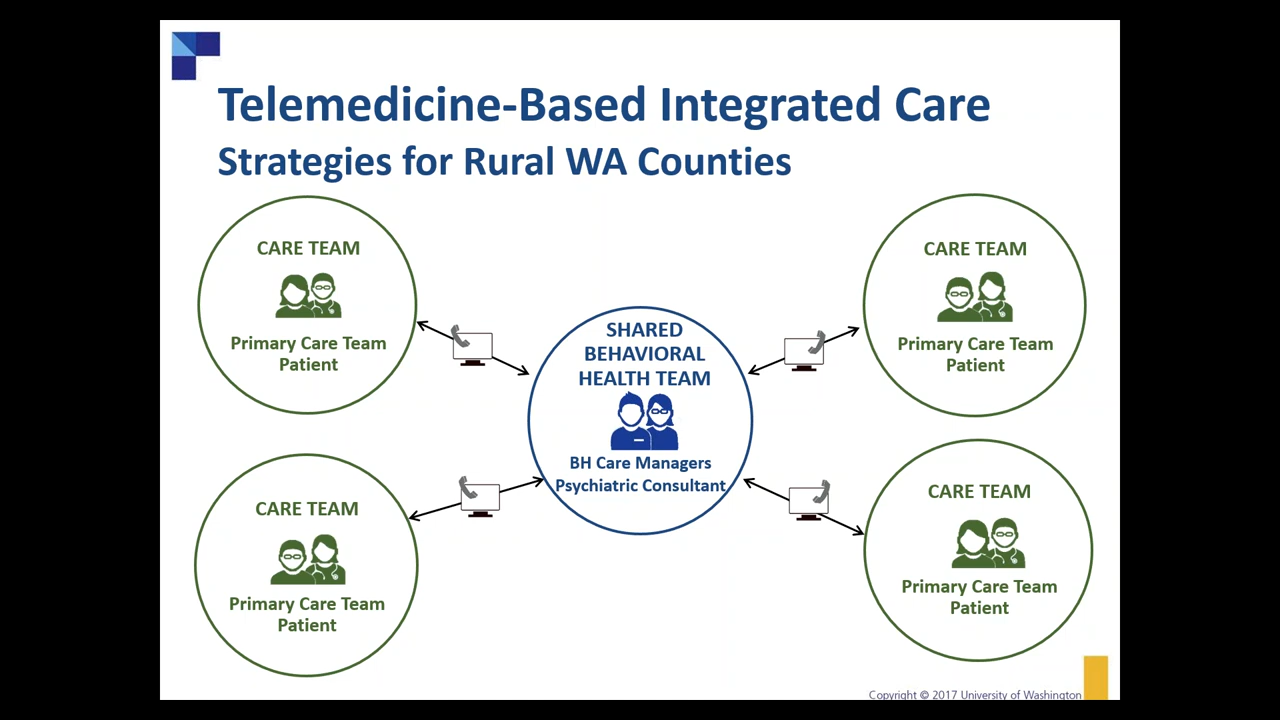 Telemedicine-Based Integrated Care
Strategies for Rural WA Counties
CARE TEAM
Primary Care Team
Patient
CARE TEAM
Primary Care Team
Patient
SHARED
BEHAVIORAL
HEALTH TEAM
BH Care Managers
Psychiatric Consultant
CARE TEAM
Primary Care Team
Patient
CARE TEAM
Primary Care Team
Patient
Copyright © 2017 University of Washington